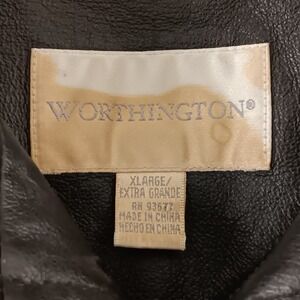 WORTHINGTON®
XLARGE/
EXTRA GRANDE
RN 93677
MADE IN CHINA
HECHO EN CHINA